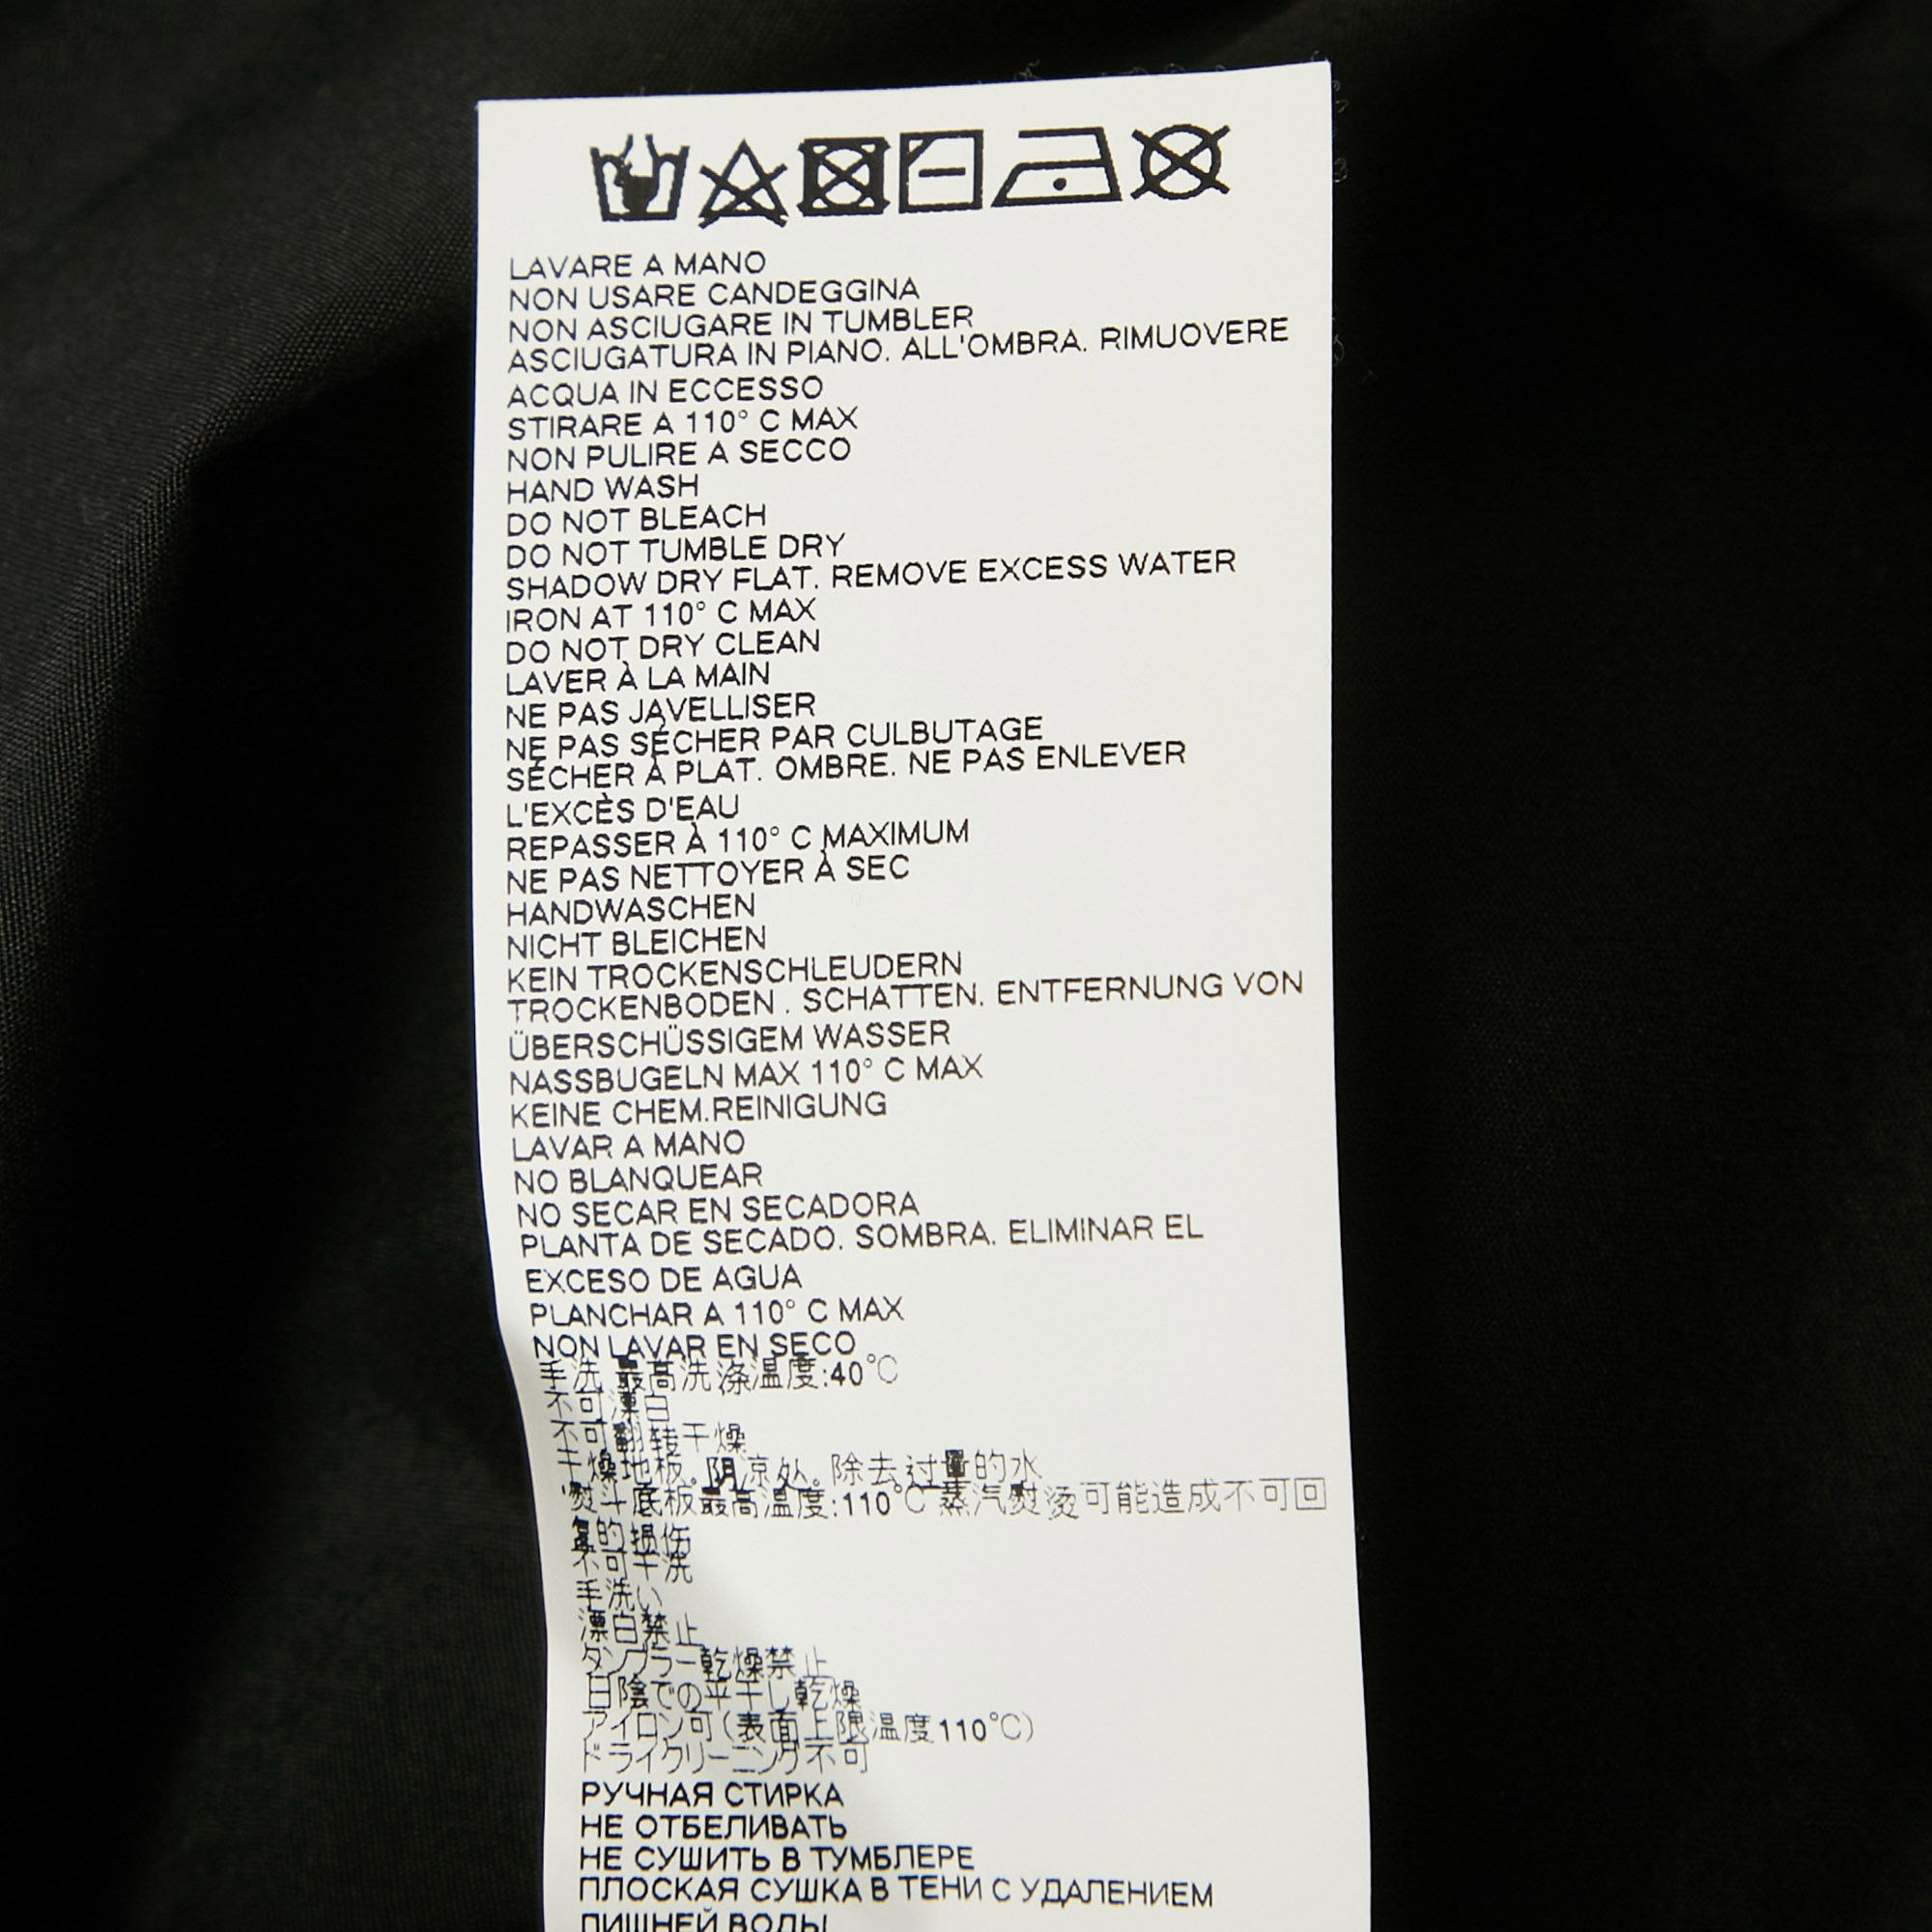 LAVARE A MANO
NON USARE CANDEGGINA
NON ASCIUGARE IN TUMBLER
ASCIUGATURA IN PIANO. ALL'OMBRA. RIMUOVERE
ACQUA IN ECCESSO
STIRARE A 110° C MAX
NON PULIRE A SECCO
HAND WASH
DO NOT BLEACH
DO NOT TUMBLE DRY
SHADOW DRY FLAT. REMOVE EXCESS WATER
IRON AT 110° C MAX
DO NOT DRY CLEAN
LAVER À LA MAIN
NE PAS JAVELLISER
NE PAS SÉCHER PAR CULBUTAGE
SÉCHER À PLAT. OMBRE. NE PAS ENLEVER
L'EXCÈS D'EAU
REPASSER À 110° C MAXIMUM
NE PAS NETTOYER À SEC
HANDWASCHEN
NICHT BLEICHEN
KEIN TROCKENSCHLEUDERN
TROCKENBODEN . SCHATTEN. ENTFERNUNG VON
ÜBERSCHÜSSIGEM WASSER
NASSBUGELN MAX 110° C MAX
KEINE CHEM.REINIGUNG
LAVAR A MANO
NO BLANQUEAR
NO SECAR EN SECADORA
PLANTA DE SECADO. SOMBRA. ELIMINAR EL
EXCESO DE AGUA
PLANCHAR A 110° C MAX
NON LAVAR EN SECO
手洗 最高洗涤温度:40℃
不可漂白
不可翻转干燥
干燥地板。阴凉处。除去过量的水
熨斗底板最高温度:110℃ 蒸汽熨烫可能造成不可回
复的损伤
不可干洗
手洗い
漂白禁止
タンブラー乾燥禁止
日陰での平干し乾燥
アイロン可(表面上限温度110℃)
ドライクリーニング不可
РУЧНАЯ СТИРКА
НЕ ОТБЕЛИВАТЬ
НЕ СУШИТЬ В ТУМБЛЕРЕ
ПЛОСКАЯ СУШКА В ТЕНИ С УДАЛЕНИЕМ
ЛИШНЕЙ ВОДЫ